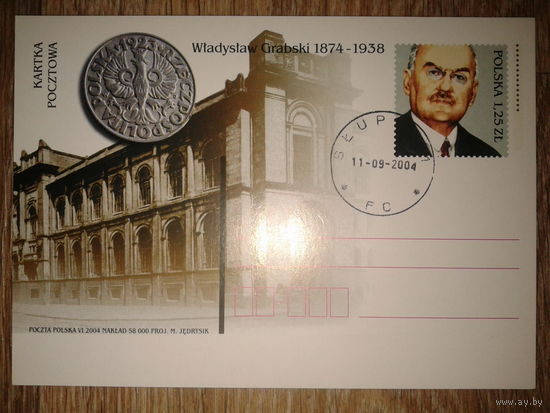 KARTKA
POCZTOWA
RZECZPOSPOLITA POLSKA 1923
Władysław Grabski 1874-1938
POLSKA 1,25 ZŁ
11-09-2004
FC
POCZTA POLSKA VI 2004 NAKŁAD 58 000 PROJ. M. JĘDRYSIK
www.ay.by